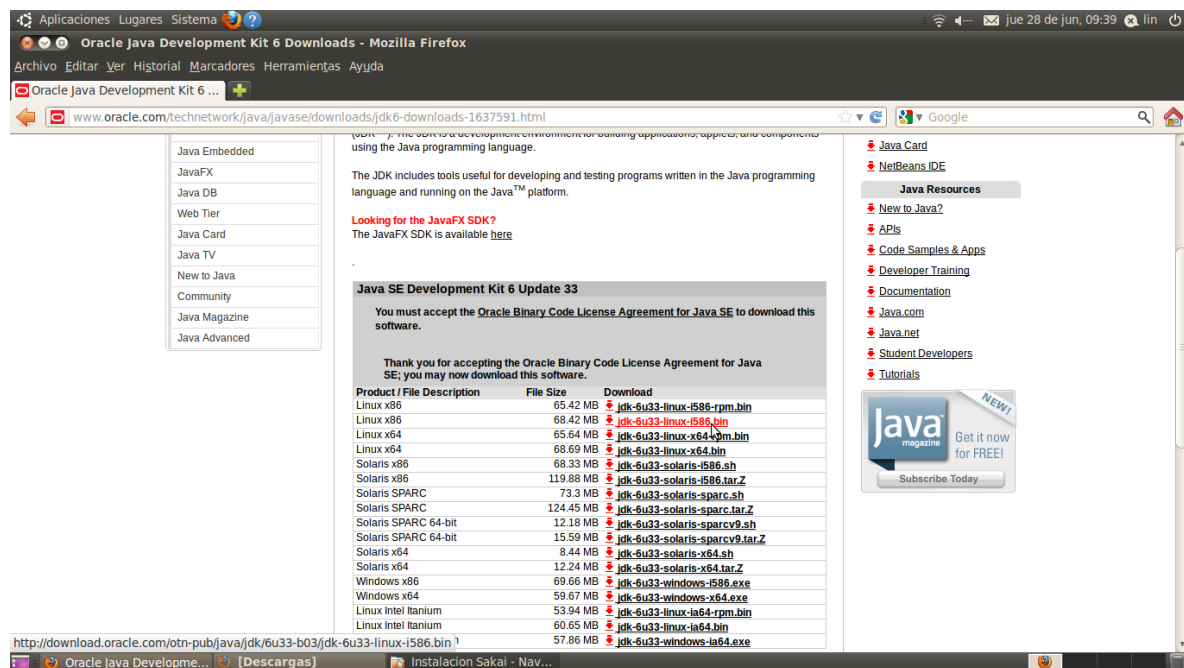 Aplicaciones Lugares Sistema
jue 28 de jun, 09:39 lin
Oracle Java Development Kit 6 Downloads - Mozilla Firefox
Archivo Editar Ver Historial Marcadores Herramientas Ayuda
Oracle Java Development Kit 6 ...
www.oracle.com/technetwork/java/javase/downloads/jdk6-downloads-1637591.html
Google
Java Embedded
JavaFX
Java DB
Web Tier
Java Card
Java TV
New to Java
Community
Java Magazine
Java Advanced
using the Java programming language.
The JDK includes tools useful for developing and testing programs written in the Java programming
language and running on the Java™ platform.
Looking for the JavaFX SDK?
The JavaFX SDK is available here
.
Java SE Development Kit 6 Update 33
You must accept the Oracle Binary Code License Agreement for Java SE to download this
software.
Thank you for accepting the Oracle Binary Code License Agreement for Java
SE; you may now download this software.
Product / File Description File Size Download
Linux x86 65.42 MB jdk-6u33-linux-i586-rpm.bin
Linux x86 68.42 MB jdk-6u33-linux-i586.bin
Linux x64 65.64 MB jdk-6u33-linux-x64-rpm.bin
Linux x64 68.69 MB jdk-6u33-linux-x64.bin
Solaris x86 68.33 MB jdk-6u33-solaris-i586.sh
Solaris x86 119.88 MB jdk-6u33-solaris-i586.tar.Z
Solaris SPARC 73.3 MB jdk-6u33-solaris-sparc.sh
Solaris SPARC 124.45 MB jdk-6u33-solaris-sparc.tar.Z
Solaris SPARC 64-bit 12.18 MB jdk-6u33-solaris-sparcv9.sh
Solaris SPARC 64-bit 15.59 MB jdk-6u33-solaris-sparcv9.tar.Z
Solaris x64 8.44 MB jdk-6u33-solaris-x64.sh
Solaris x64 12.24 MB jdk-6u33-solaris-x64.tar.Z
Windows x86 69.66 MB jdk-6u33-windows-i586.exe
Windows x64 59.67 MB jdk-6u33-windows-x64.exe
Linux Intel Itanium 53.94 MB jdk-6u33-linux-ia64-rpm.bin
Linux Intel Itanium 60.65 MB jdk-6u33-linux-ia64.bin
57.86 MB jdk-6u33-windows-ia64.exe
Java Card
NetBeans IDE
Java Resources
New to Java?
APIs
Code Samples & Apps
Developer Training
Documentation
Java.com
Java.net
Student Developers
Tutorials
NEW!
Java
magazine
Get it now
for FREE!
Subscribe Today
http://download.oracle.com/otn-pub/java/jdk/6u33-b03/jdk-6u33-linux-i586.bin
Oracle Java Developme... [Descargas] Instalacion Sakai - Nav...